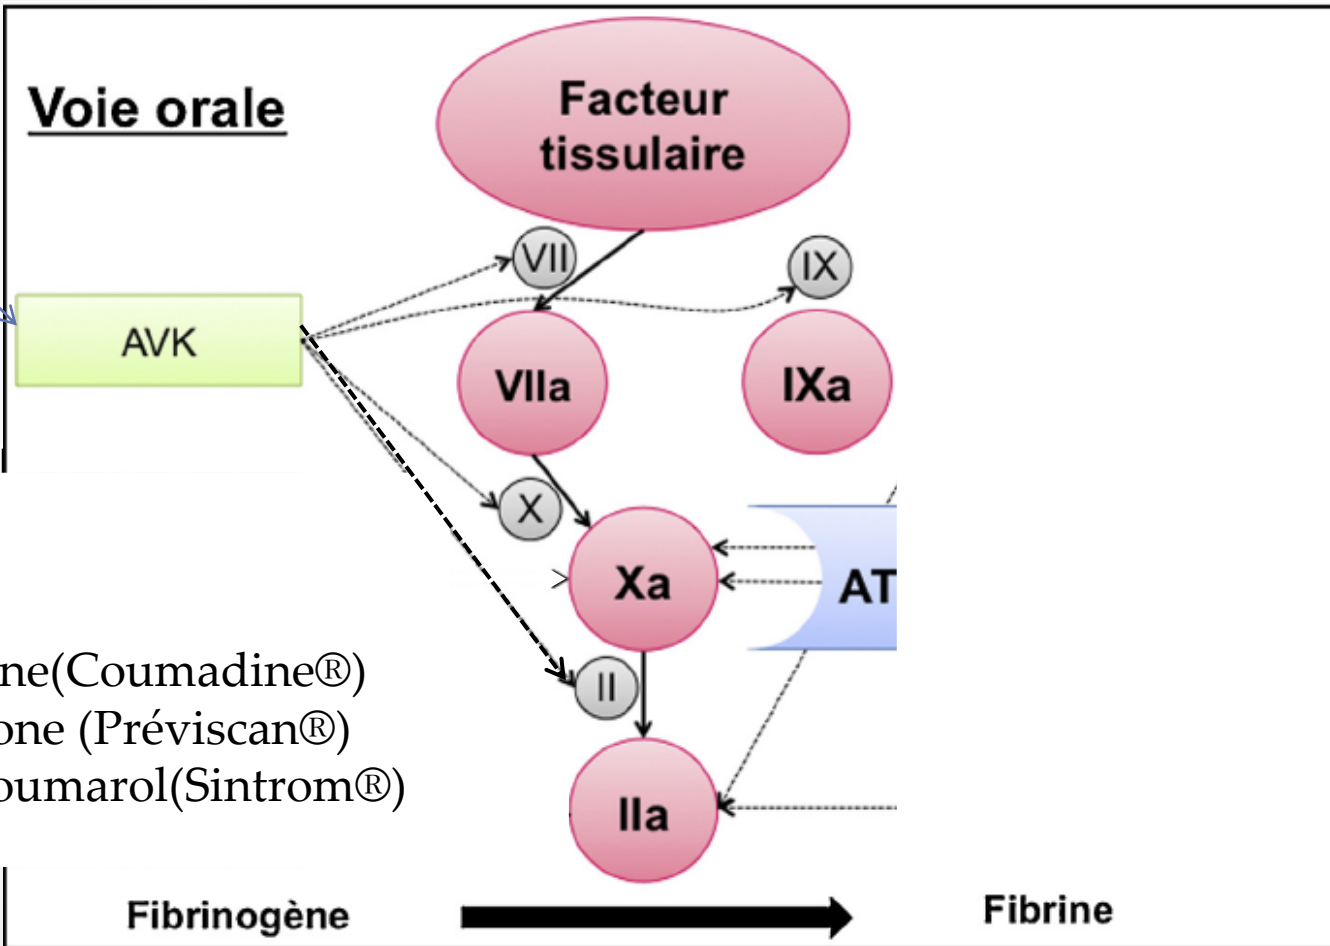 Voie orale
Facteur
tissulaire
VII
IX
AVK
VIIa
IXa
X
Xa
AT
ne(Coumadine®)
II
one (Préviscan®)
oumarol(Sintrom®)
IIa
Fibrinogène
Fibrine